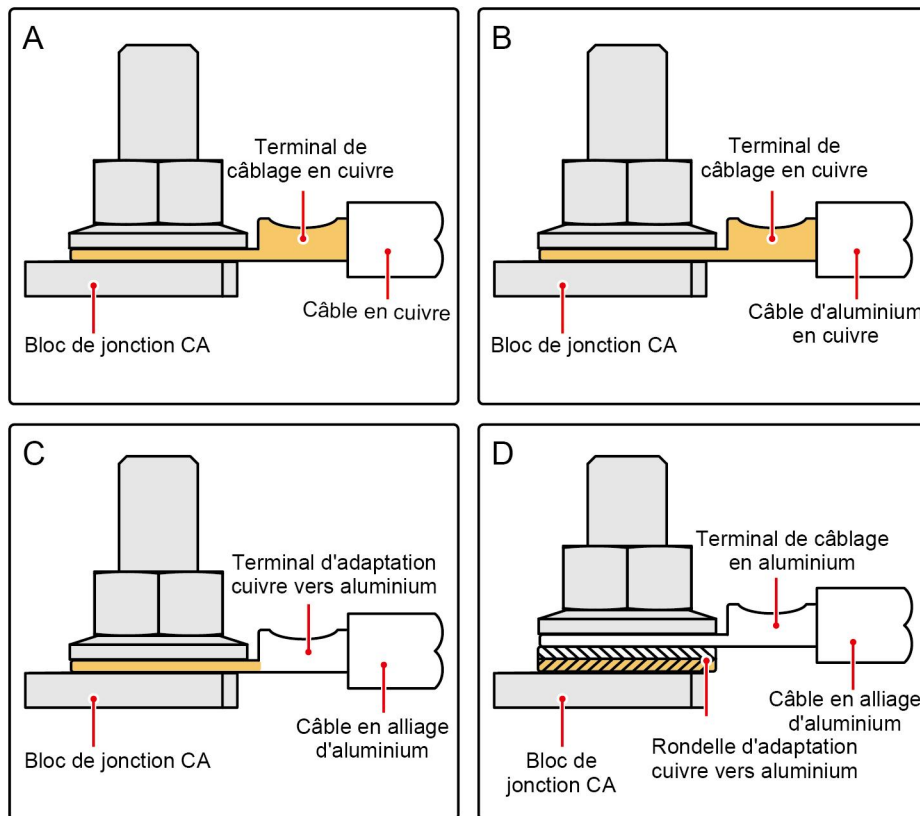 A
Terminal de
câblage en cuivre
Câble en cuivre
Bloc de jonction CA
B
Terminal de
câblage en cuivre
Câble d'aluminium
en cuivre
Bloc de jonction CA
C
Terminal d'adaptation
cuivre vers aluminium
Câble en alliage
d'aluminium
Bloc de jonction CA
D
Terminal de câblage
en aluminium
Câble en alliage
d'aluminium
Rondelle d'adaptation
cuivre vers aluminium
Bloc de
jonction CA